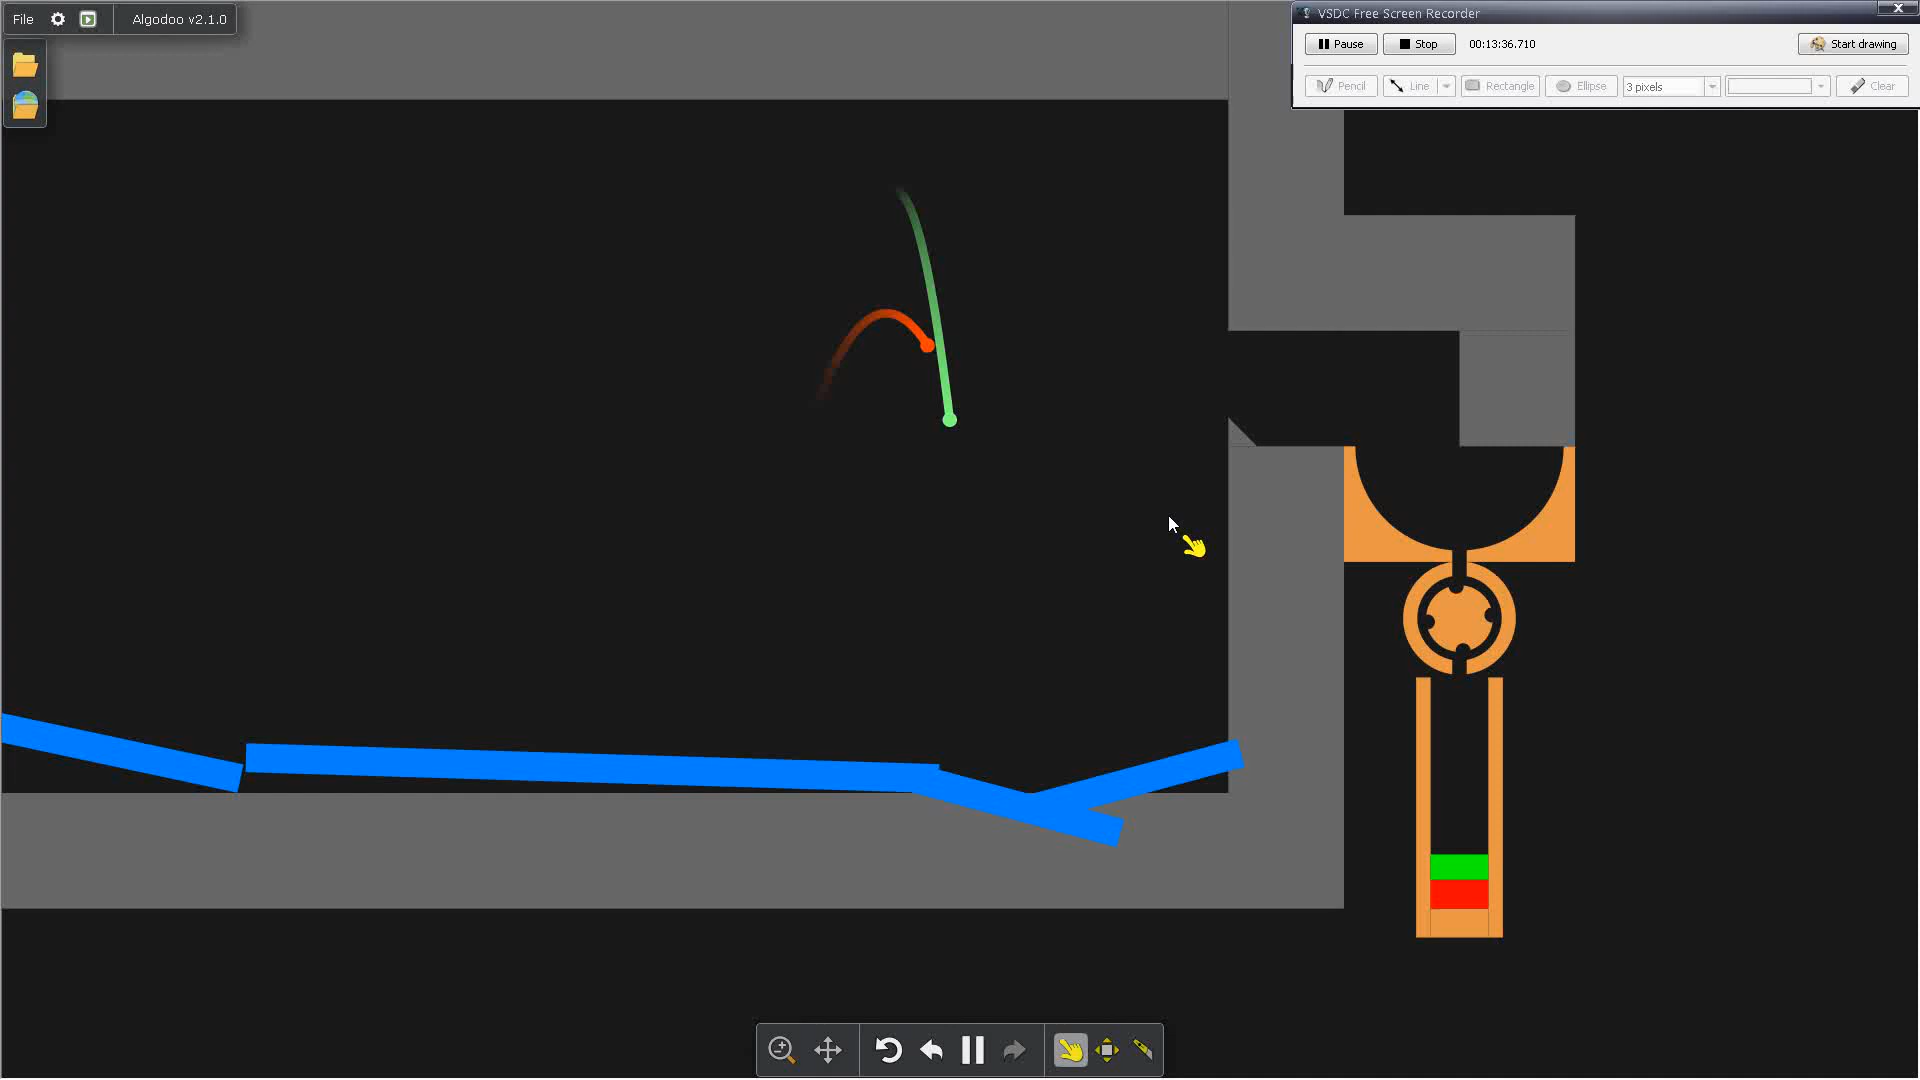 File
Algodoo v2.1.0
VSDC Free Screen Recorder
Pause Stop 00:13:36.710 Start drawing
Pencil Line Rectangle Ellipse 3 pixels Clear